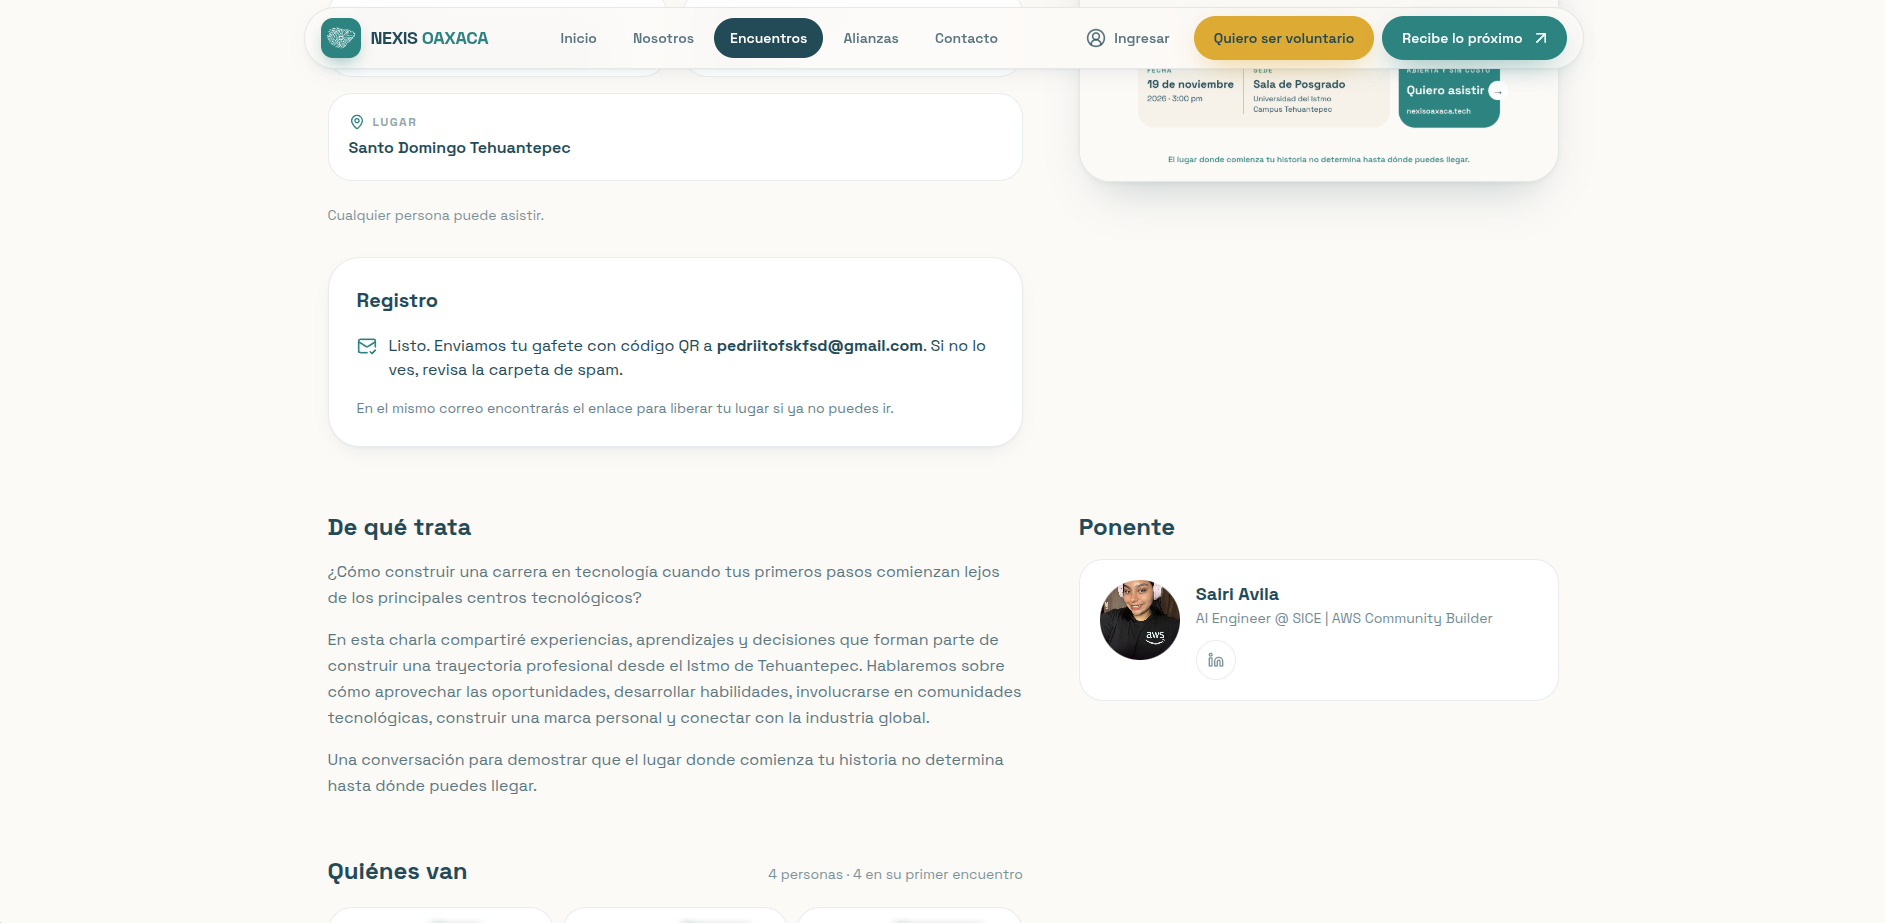 NEXIS OAXACA
Inicio
Nosotros
Encuentros
Alianzas
Contacto
Ingresar
Quiero ser voluntario
Recibe lo próximo
LUGAR
Santo Domingo Tehuantepec
Cualquier persona puede asistir.
FECHA
19 de noviembre
2026 · 3:00 pm
SEDE
Sala de Posgrado
Universidad del Istmo
Campus Tehuantepec
ABIERTA Y SIN COSTO
Quiero asistir →
nexisoaxaca.tech
El lugar donde comienza tu historia no determina hasta dónde puedes llegar.
Registro
Listo. Enviamos tu gafete con código QR a pedriitofskfsd@gmail.com. Si no lo
ves, revisa la carpeta de spam.
En el mismo correo encontrarás el enlace para liberar tu lugar si ya no puedes ir.
De qué trata
¿Cómo construir una carrera en tecnología cuando tus primeros pasos comienzan lejos
de los principales centros tecnológicos?
En esta charla compartiré experiencias, aprendizajes y decisiones que forman parte de
construir una trayectoria profesional desde el Istmo de Tehuantepec. Hablaremos sobre
cómo aprovechar las oportunidades, desarrollar habilidades, involucrarse en comunidades
tecnológicas, construir una marca personal y conectar con la industria global.
Una conversación para demostrar que el lugar donde comienza tu historia no determina
hasta dónde puedes llegar.
Ponente
aws
Sairi Avila
AI Engineer @ SICE | AWS Community Builder
in
Quiénes van
4 personas · 4 en su primer encuentro